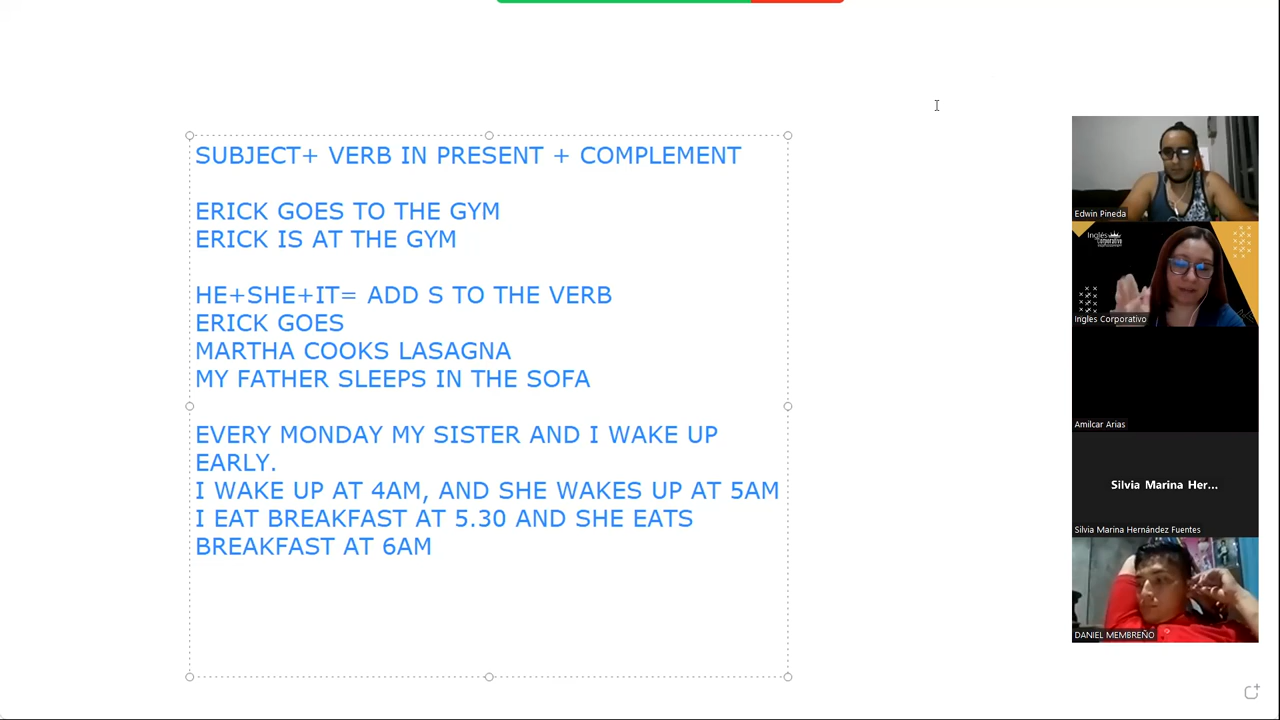 SUBJECT+ VERB IN PRESENT + COMPLEMENT
ERICK GOES TO THE GYM
ERICK IS AT THE GYM
HE+SHE+IT= ADD S TO THE VERB
ERICK GOES
MARTHA COOKS LASAGNA
MY FATHER SLEEPS IN THE SOFA
EVERY MONDAY MY SISTER AND I WAKE UP
EARLY.
I WAKE UP AT 4AM, AND SHE WAKES UP AT 5AM
I EAT BREAKFAST AT 5.30 AND SHE EATS
BREAKFAST AT 6AM
Edwin Pineda
Inglés
Corporativo
Ingles Corporativo
Amilcar Arias
Silvia Marina Her...
Silvia Marina Hernández Fuentes
DANIEL MEMBREÑO